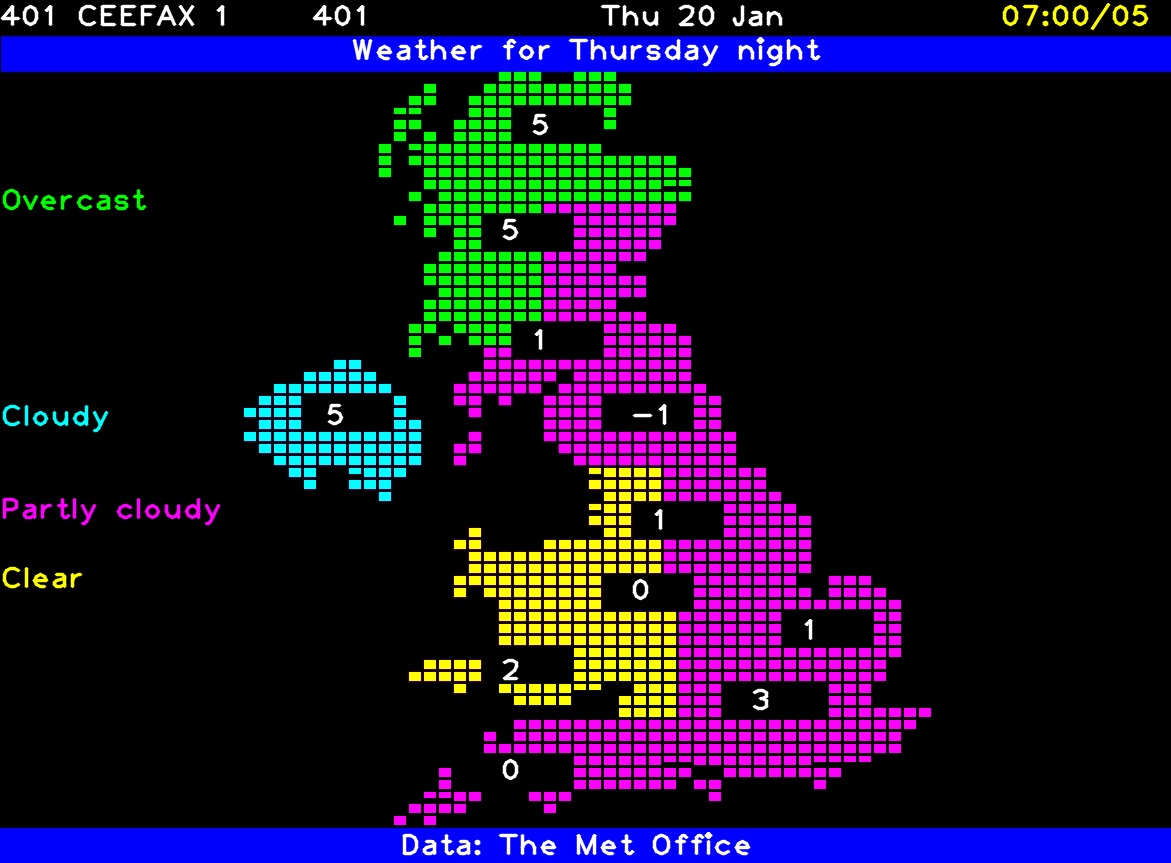 401 CEEFAX 1 401 Thu 20 Jan 07:00/05
Weather for Thursday night
5
Overcast
5
1
Cloudy 5 -1
Partly cloudy 1
Clear 0
1
2
3
0
Data: The Met Office